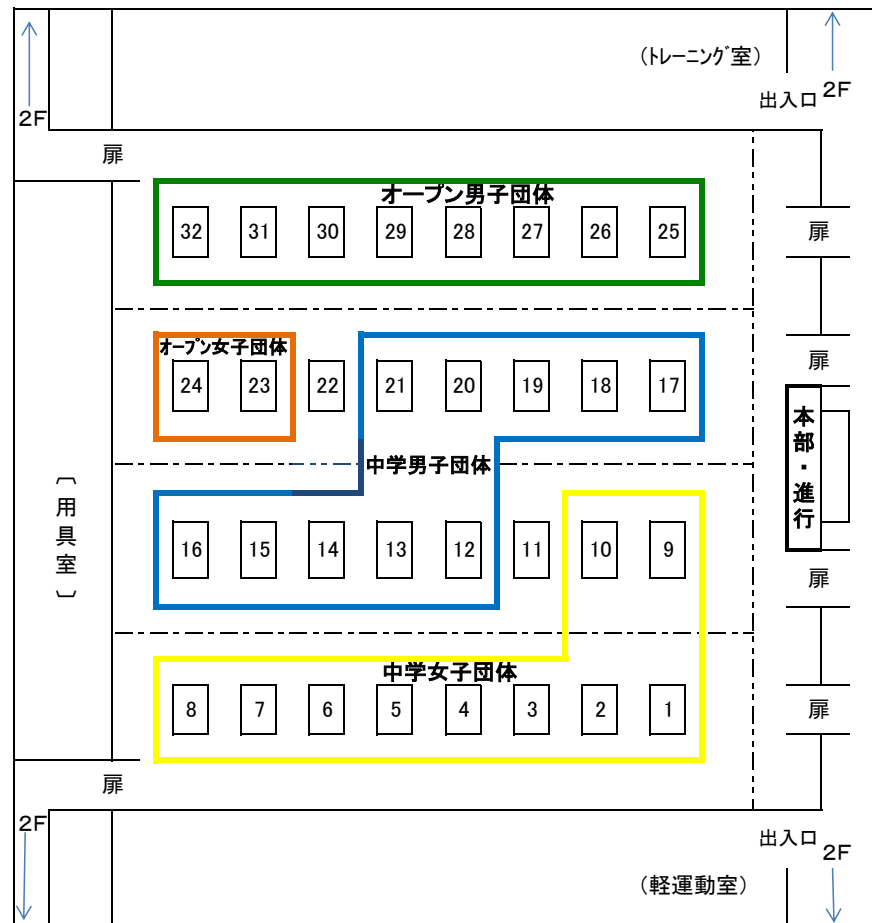 （トレーニング室）
2F
出入口 2F
扉
オープン男子団体
32 31 30 29 28 27 26 25
扉
オープン女子団体
扉
24 23 22 21 20 19 18 17
本部・進行
中学男子団体
〔用具室〕
16 15 14 13 12 11 10 9
扉
中学女子団体
8 7 6 5 4 3 2 1
扉
扉
2F
出入口 2F
（軽運動室）